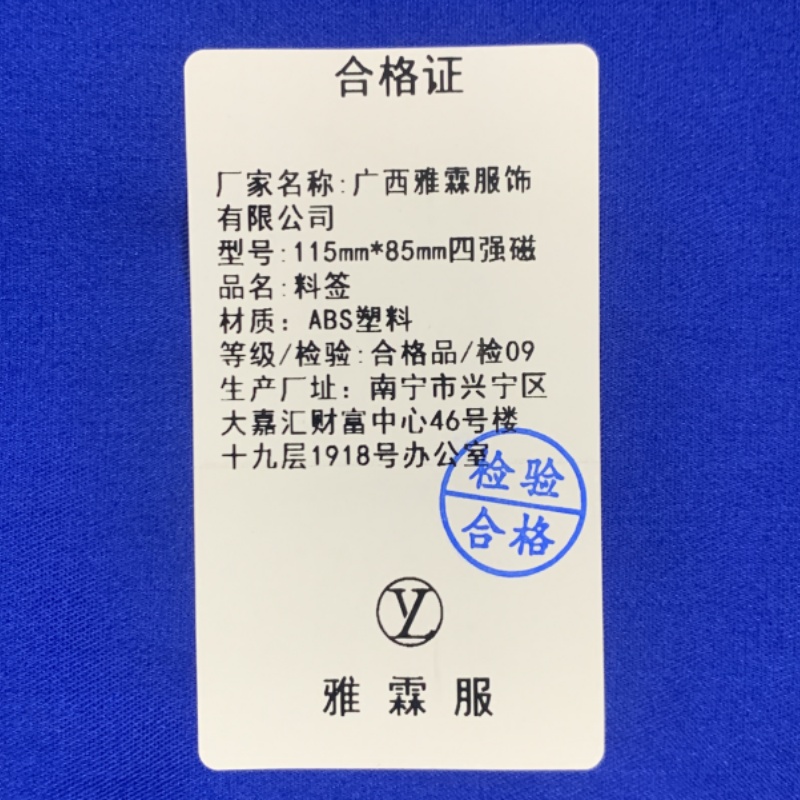 合格证
厂家名称:广西雅霖服饰
有限公司
型号:115mm*85mm四强磁
品名:料签
材质：ABS塑料
等级/检验:合格品/检09
生产厂址：南宁市兴宁区
大嘉汇财富中心46号楼
十九层1918号办公室
检验
合格
YL
雅霖服